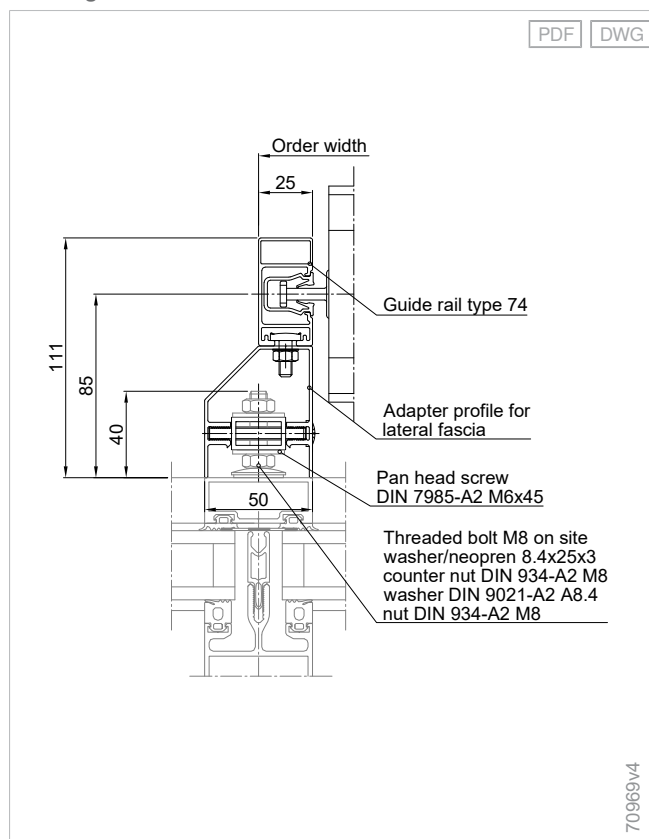 PDF DWG
Order width
25
111
85
40
50
Guide rail type 74
Adapter profile for
lateral fascia
Pan head screw
DIN 7985-A2 M6x45
Threaded bolt M8 on site
washer/neopren 8.4x25x3
counter nut DIN 934-A2 M8
washer DIN 9021-A2 A8.4
nut DIN 934-A2 M8
70969v4